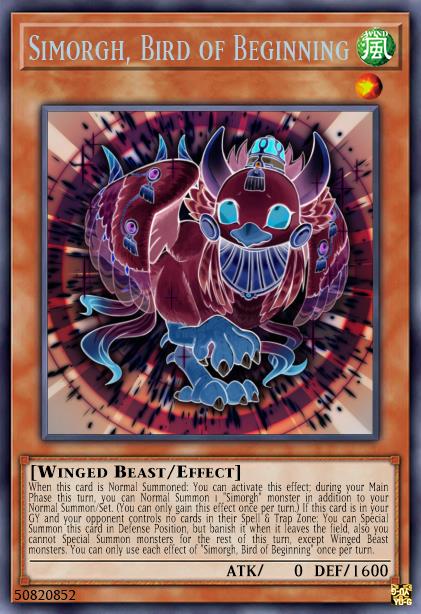 Simorgh, Bird of Beginning
WIND
風
[Winged Beast/Effect]
When this card is Normal Summoned: You can activate this effect; during your Main
Phase this turn, you can Normal Summon 1 "Simorgh" monster in addition to your
Normal Summon/Set. (You can only gain this effect once per turn.) If this card is in your
GY and your opponent controls no cards in their Spell & Trap Zone: You can Special
Summon this card in Defense Position, but banish it when it leaves the field, also you
cannot Special Summon monsters for the rest of this turn, except Winged Beast
monsters. You can only use each effect of "Simorgh, Bird of Beginning" once per turn.
ATK/ 0 DEF/1600
50820852